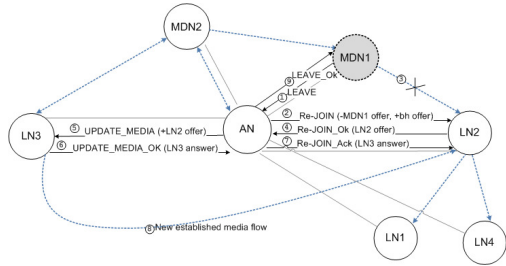 MDN2
MDN1
⑨ LEAVE_Ok
① LEAVE
③
AN
② Re-JOIN (-MDN1 offer, +bh offer)
LN3
⑤ UPDATE_MEDIA (+LN2 offer)
④ Re-JOIN_Ok (LN2 offer)
LN2
⑥ UPDATE_MEDIA_OK (LN3 answer)
⑦ Re-JOIN_Ack (LN3 answer)
⑧New established media flow
LN1
LN4